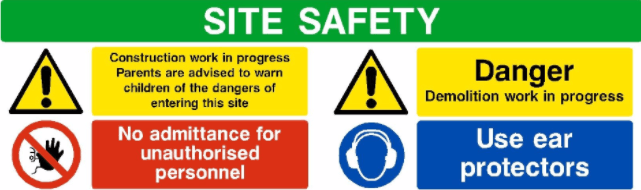 SITE SAFETY
Construction work in progress
Parents are advised to warn
children of the dangers of
entering this site
Danger
Demolition work in progress
No admittance for
unauthorised
personnel
Use ear
protectors